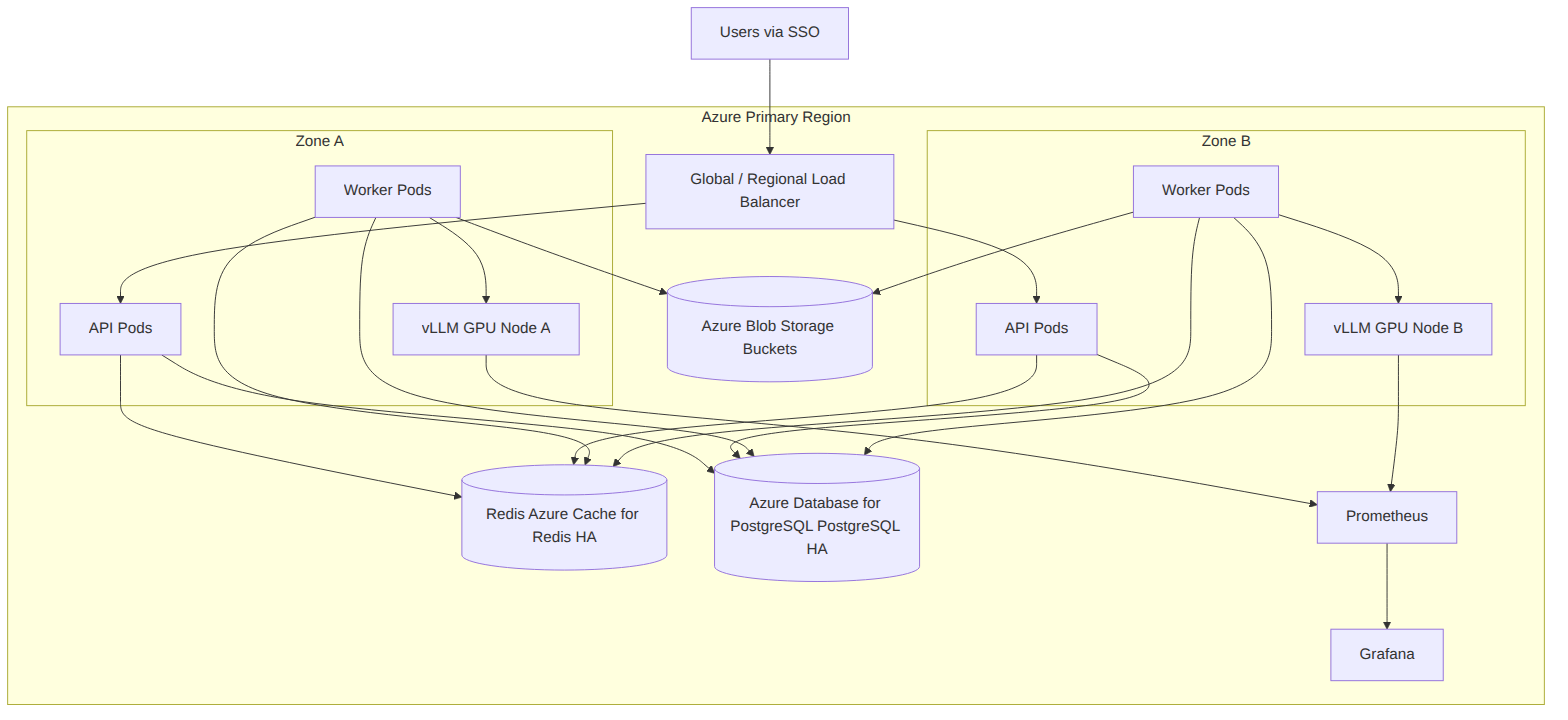 Users via SSO
Azure Primary Region
Zone A
Zone B
Worker Pods
Global / Regional Load
Balancer
Worker Pods
API Pods
vLLM GPU Node A
Azure Blob Storage
Buckets
API Pods
vLLM GPU Node B
Redis Azure Cache for
Redis HA
Azure Database for
PostgreSQL PostgreSQL
HA
Prometheus
Grafana